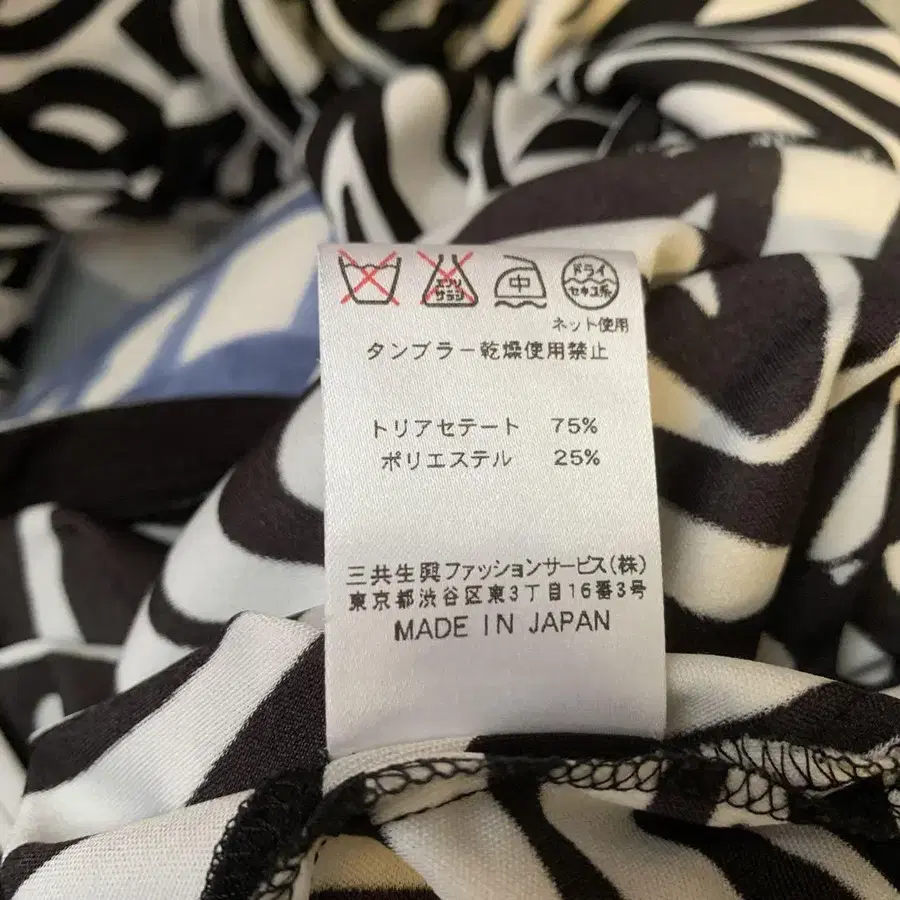 エンソ サラシ 中 ドライ セキユ系
ネット使用
タンブラー乾燥使用禁止
トリアセテート 75%
ポリエステル 25%
三共生興ファッションサービス(株)
東京都渋谷区東3丁目16番3号
MADE IN JAPAN